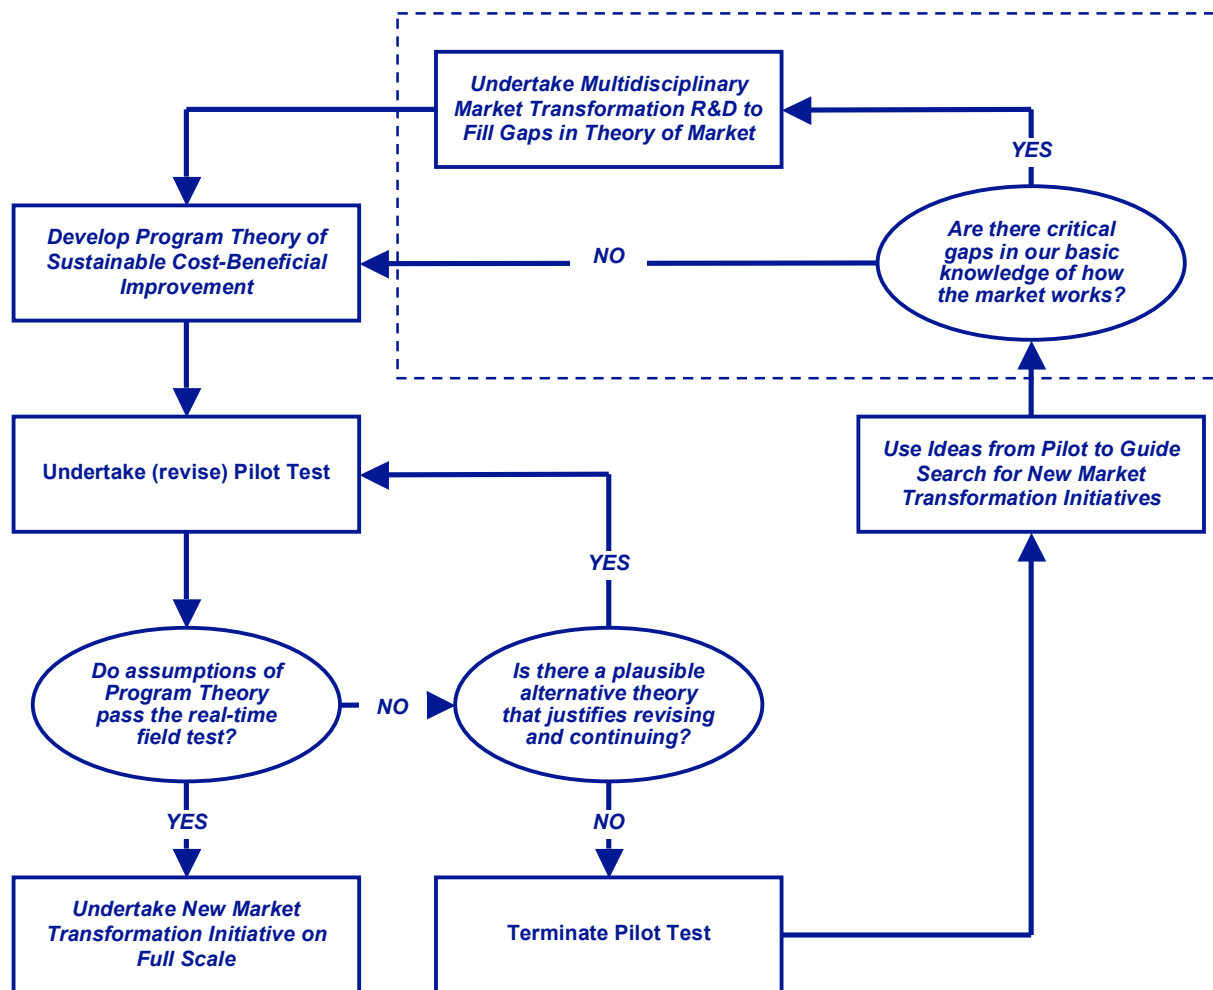 Undertake Multidisciplinary
Market Transformation R&D to
Fill Gaps in Theory of Market
YES
Develop Program Theory of
Sustainable Cost-Beneficial
Improvement
NO
Are there critical
gaps in our basic
knowledge of how
the market works?
Undertake (revise) Pilot Test
Use Ideas from Pilot to Guide
Search for New Market
Transformation Initiatives
YES
Do assumptions of
Program Theory
pass the real-time
field test?
NO
Is there a plausible
alternative theory
that justifies revising
and continuing?
YES
NO
Undertake New Market
Transformation Initiative on
Full Scale
Terminate Pilot Test